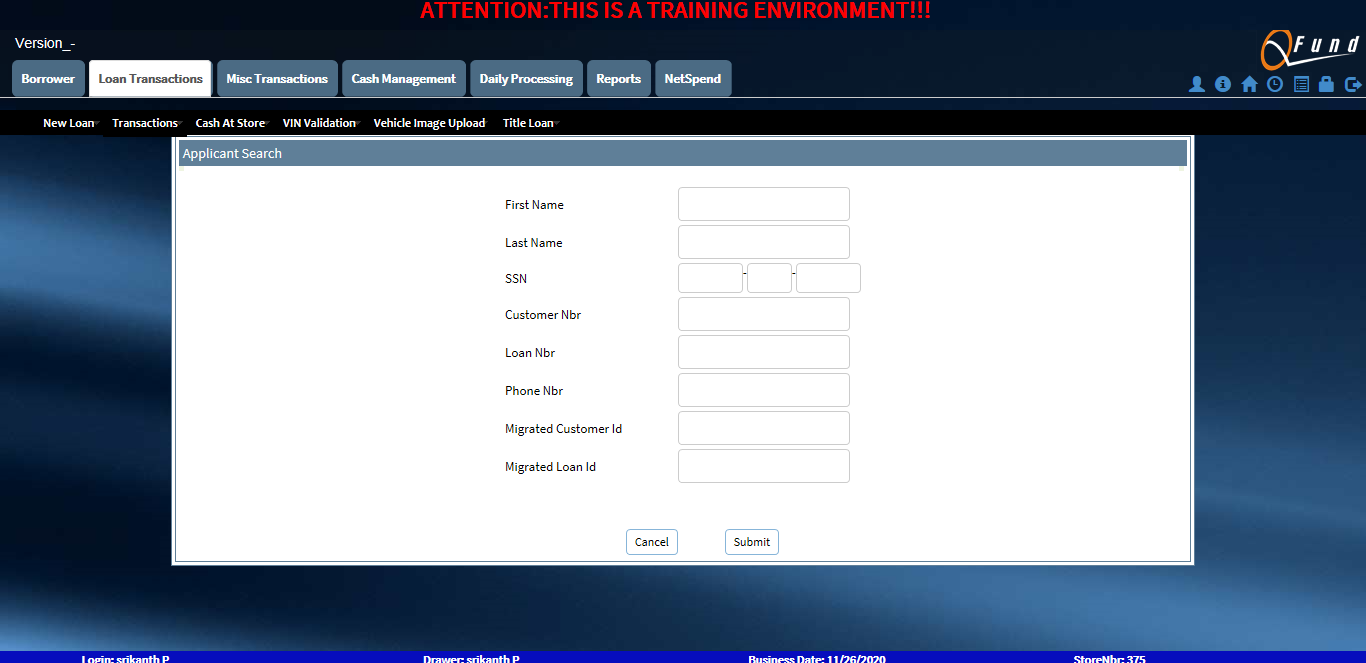 ATTENTION:THIS IS A TRAINING ENVIRONMENT!!!
Version_-
QFund
Borrower Loan Transactions Misc Transactions Cash Management Daily Processing Reports NetSpend
New Loan Transactions Cash At Store VIN Validation Vehicle Image Upload Title Loan
Applicant Search
First Name
Last Name
SSN - -
Customer Nbr
Loan Nbr
Phone Nbr
Migrated Customer Id
Migrated Loan Id
Cancel Submit
Login: srikanth P Drawer: srikanth P Business Date: 11/26/2020 StoreNbr: 375